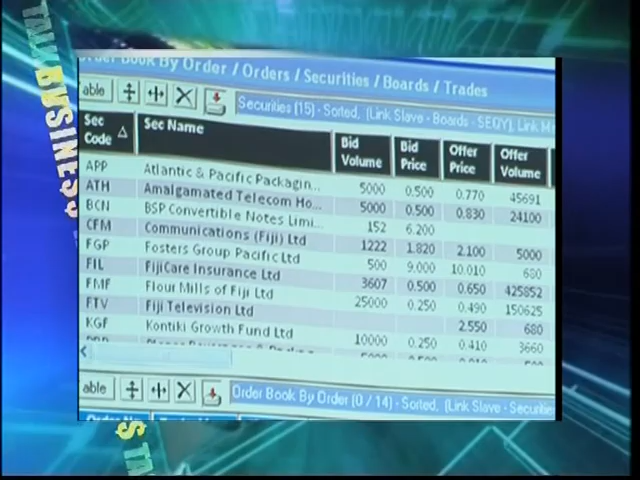 TALK BUSINESS
Order Book By Order / Orders / Securities / Boards / Trades
able Securities [15] - Sorted, (Link Slave - Boards - SEQY), Link M
Sec Code Sec Name Bid Volume Bid Price Offer Price Offer Volume
APP Atlantic & Pacific Packagin... 5000 0.500 0.770 45691
ATH Amalgamated Telecom Ho... 5000 0.500 0.830 24100
BCN BSP Convertible Notes Limi... 152 6.200
CFM Communications (Fiji) Ltd 1222 1.820 2.100 5000
FGP Fosters Group Pacific Ltd 500 9.000 10.010 680
FIL FijiCare Insurance Ltd 3607 0.500 0.650 425852
FMF Flour Mills of Fiji Ltd 25000 0.250 0.490 150625
FTV Fiji Television Ltd 2.550 680
KGF Kontiki Growth Fund Ltd 10000 0.250 0.410 3660
able Order Book By Order (0 / 14) - Sorted, (Link Slave - Securitie
$ TA